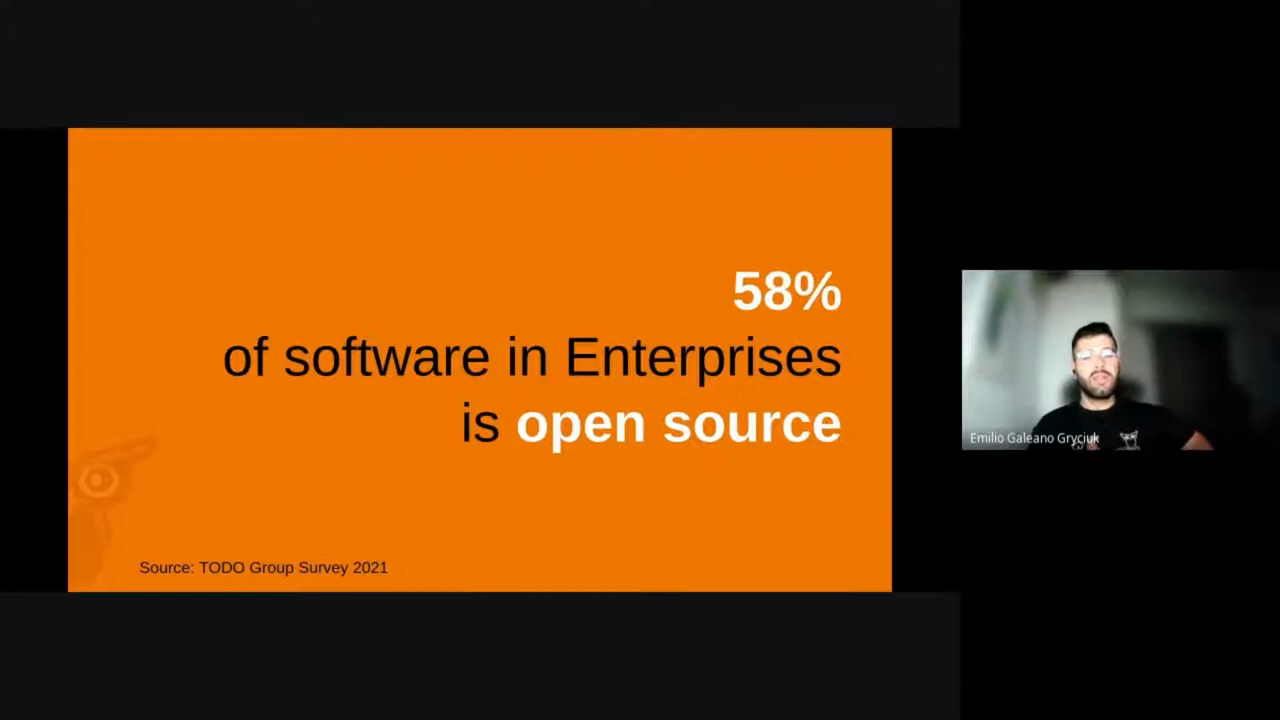 58%
of software in Enterprises
is open source
Source: TODO Group Survey 2021
Emilio Galeano Gryciuk